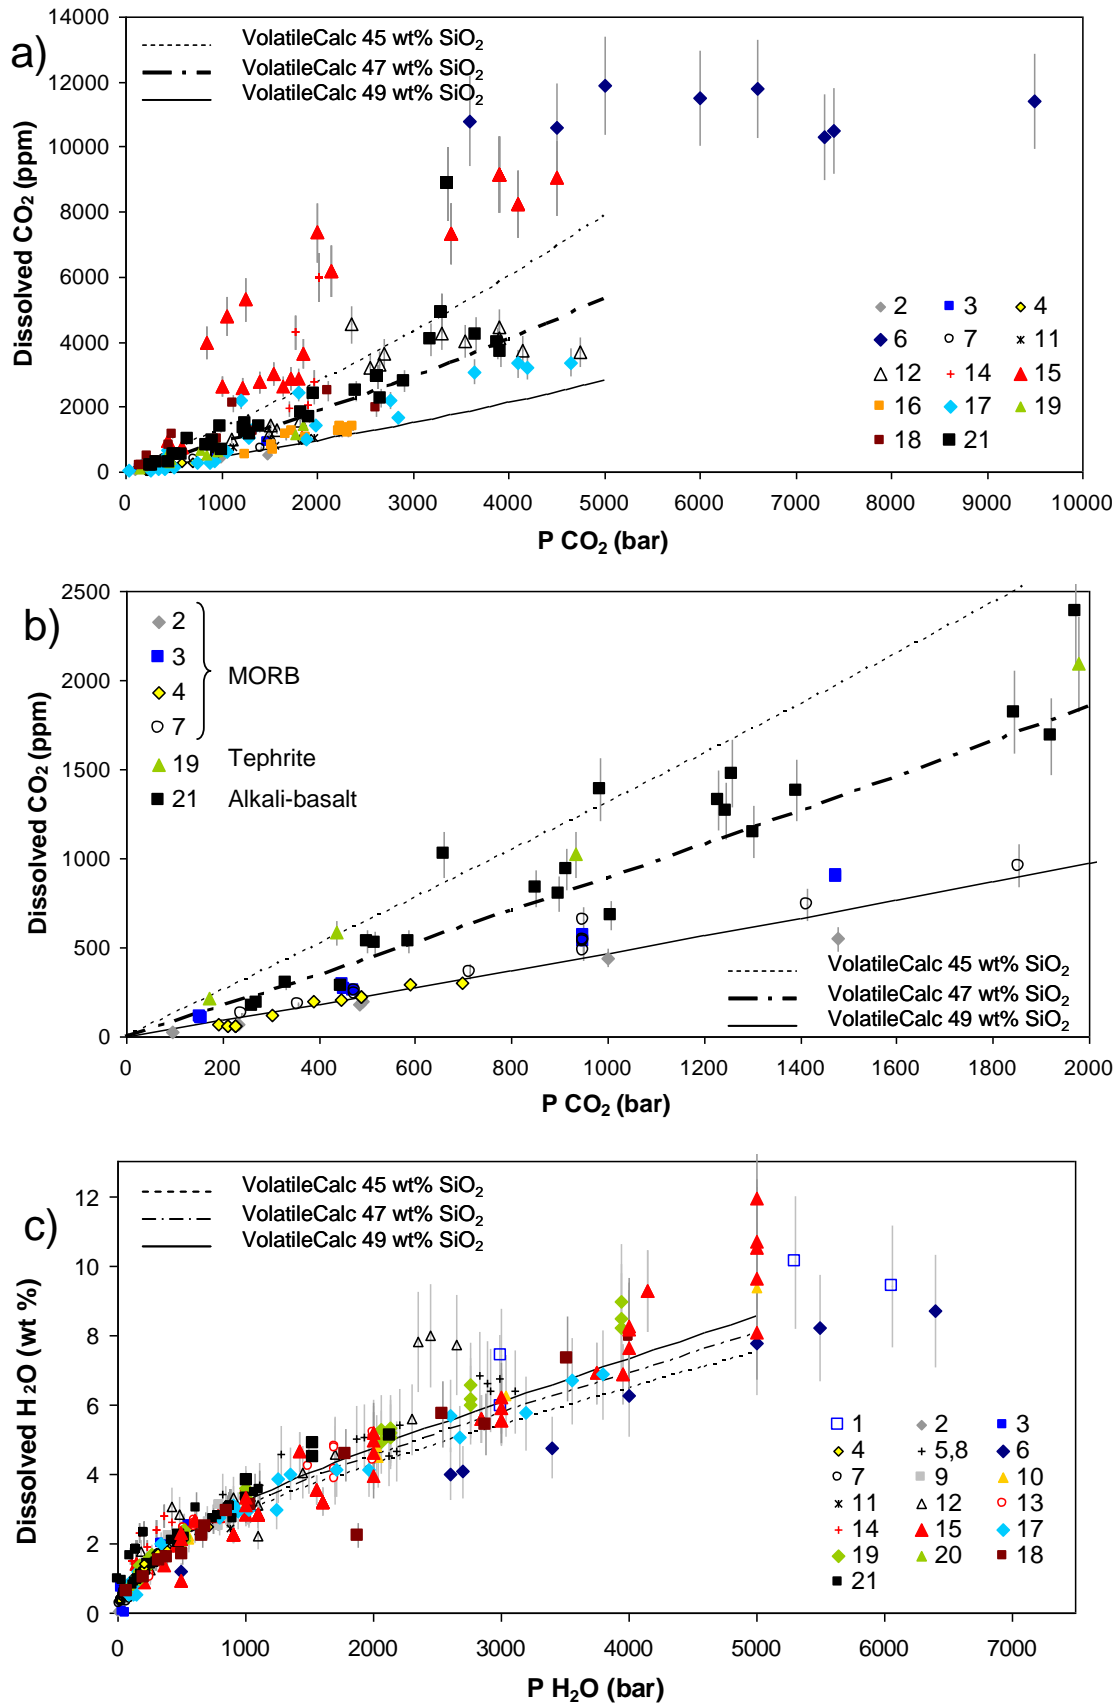 a)
14000
12000
10000
8000
6000
4000
2000
0
Dissolved CO₂ (ppm)
VolatileCalc 45 wt% SiO₂
VolatileCalc 47 wt% SiO₂
VolatileCalc 49 wt% SiO₂
2 3 4
6 7 11
12 14 15
16 17 19
18 21
0 1000 2000 3000 4000 5000 6000 7000 8000 9000 10000
P CO₂ (bar)
b)
2500
2000
1500
1000
500
0
Dissolved CO₂ (ppm)
2
3
MORB
4
7
19 Tephrite
21 Alkali-basalt
VolatileCalc 45 wt% SiO₂
VolatileCalc 47 wt% SiO₂
VolatileCalc 49 wt% SiO₂
0 200 400 600 800 1000 1200 1400 1600 1800 2000
P CO₂ (bar)
c)
12
10
8
6
4
2
0
Dissolved H₂O (wt %)
VolatileCalc 45 wt% SiO₂
VolatileCalc 47 wt% SiO₂
VolatileCalc 49 wt% SiO₂
1 2 3
4 5,8 6
7 9 10
11 12 13
14 15 17
19 20 18
21
0 1000 2000 3000 4000 5000 6000 7000
P H₂O (bar)